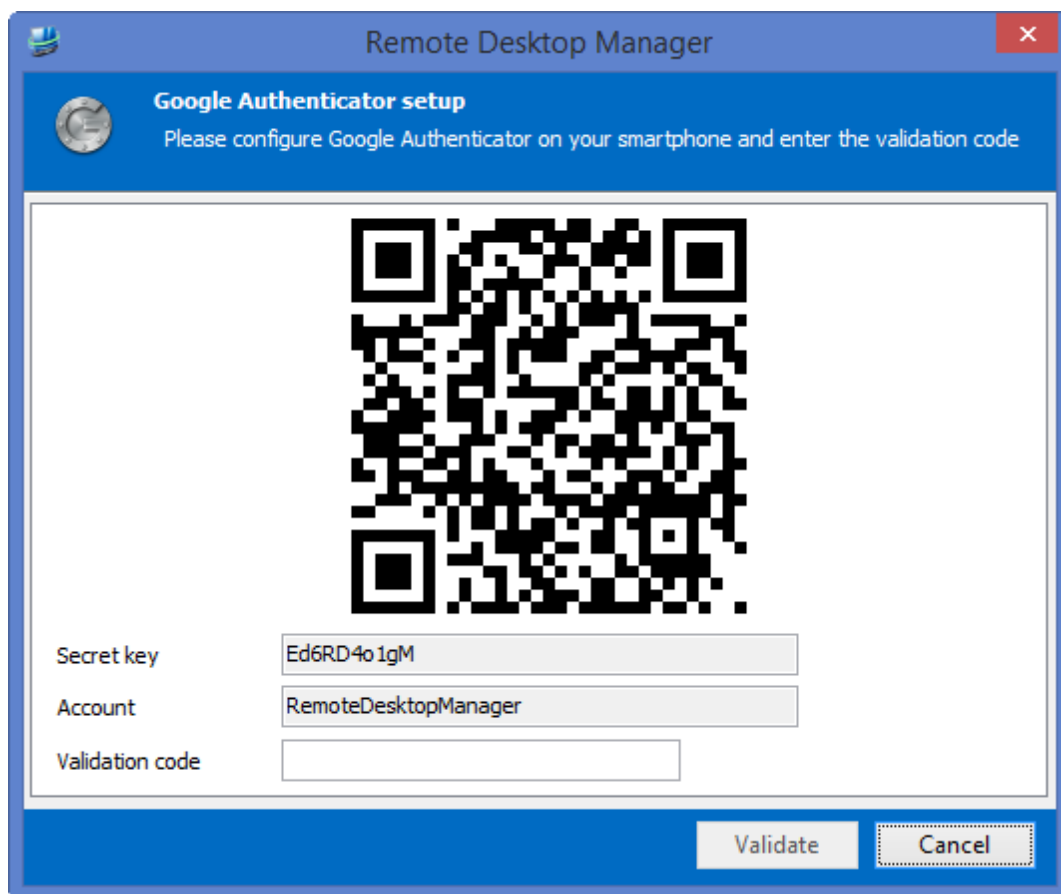 Remote Desktop Manager
Google Authenticator setup
Please configure Google Authenticator on your smartphone and enter the validation code
Secret key
Ed6RD4o1gM
Account
RemoteDesktopManager
Validation code
Validate
Cancel